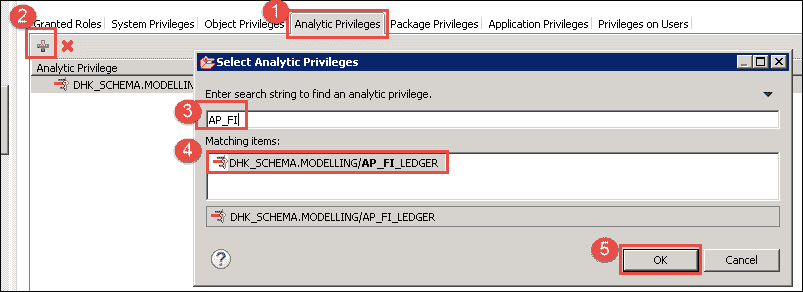 2
1
Granted Roles System Privileges Object Privileges Analytic Privileges Package Privileges Application Privileges Privileges on Users
Select Analytic Privileges
Analytic Privilege
DHK_SCHEMA.MODELLIN
Enter search string to find an analytic privilege.
3
AP_FI
Matching items:
4
DHK_SCHEMA.MODELLING/AP_FI_LEDGER
DHK_SCHEMA.MODELLING/AP_FI_LEDGER
5
?
OK Cancel